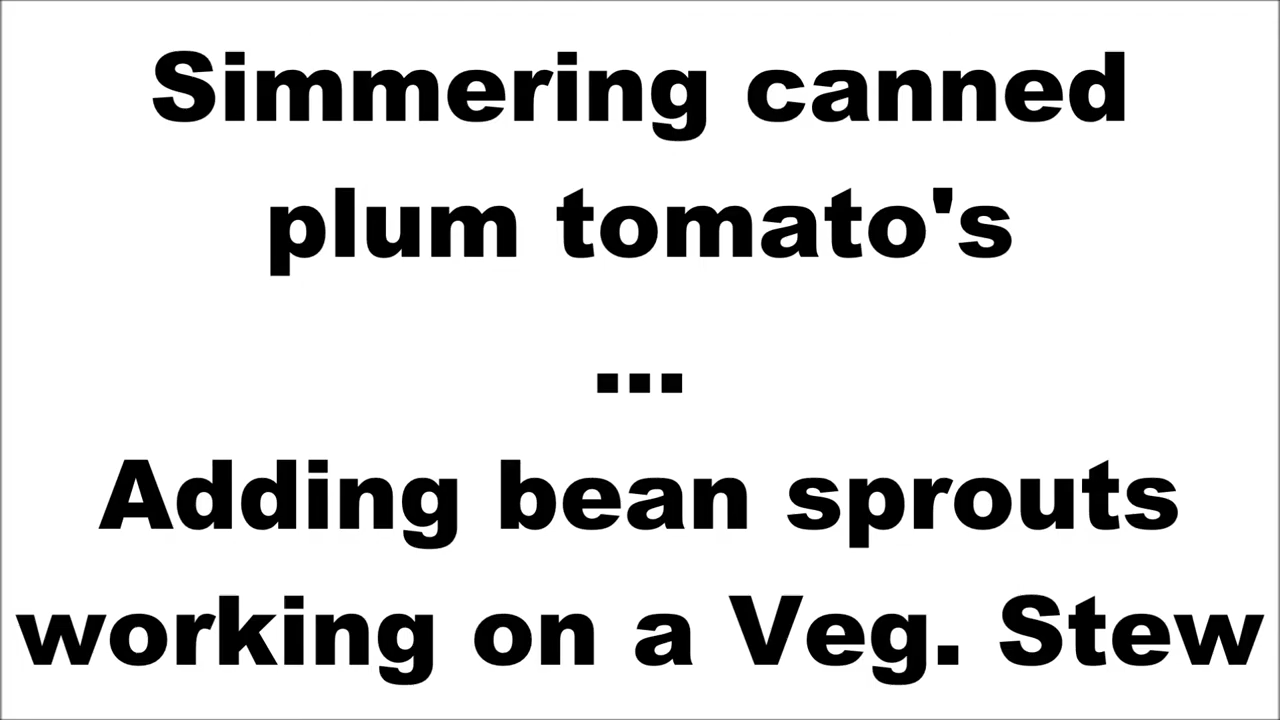 Simmering canned
plum tomato's
...
Adding bean sprouts
working on a Veg. Stew